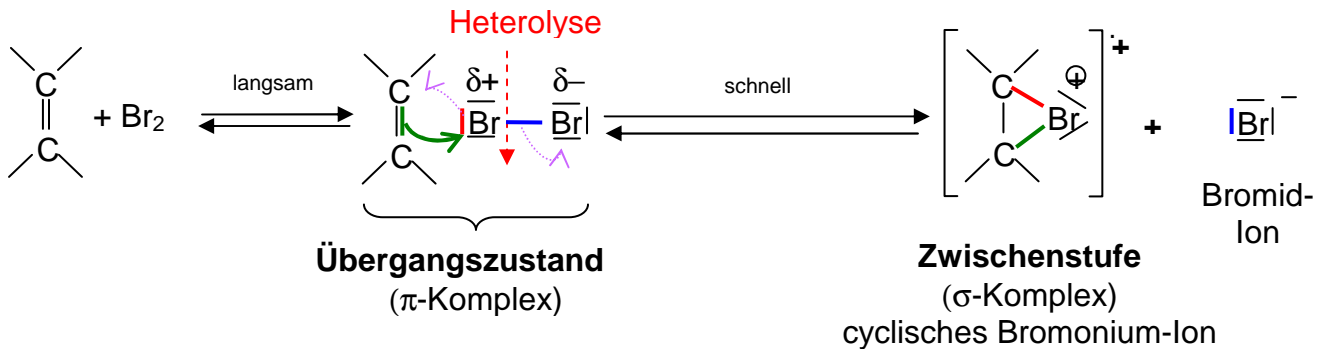 Heterolyse
C
C
+ Br2
langsam
C
C
δ+
δ−
Br
Br
schnell
C
C
Br
+
+
+
Br −
Bromid-
Ion
Übergangszustand
(π-Komplex)
Zwischenstufe
(σ-Komplex)
cyclisches Bromonium-Ion